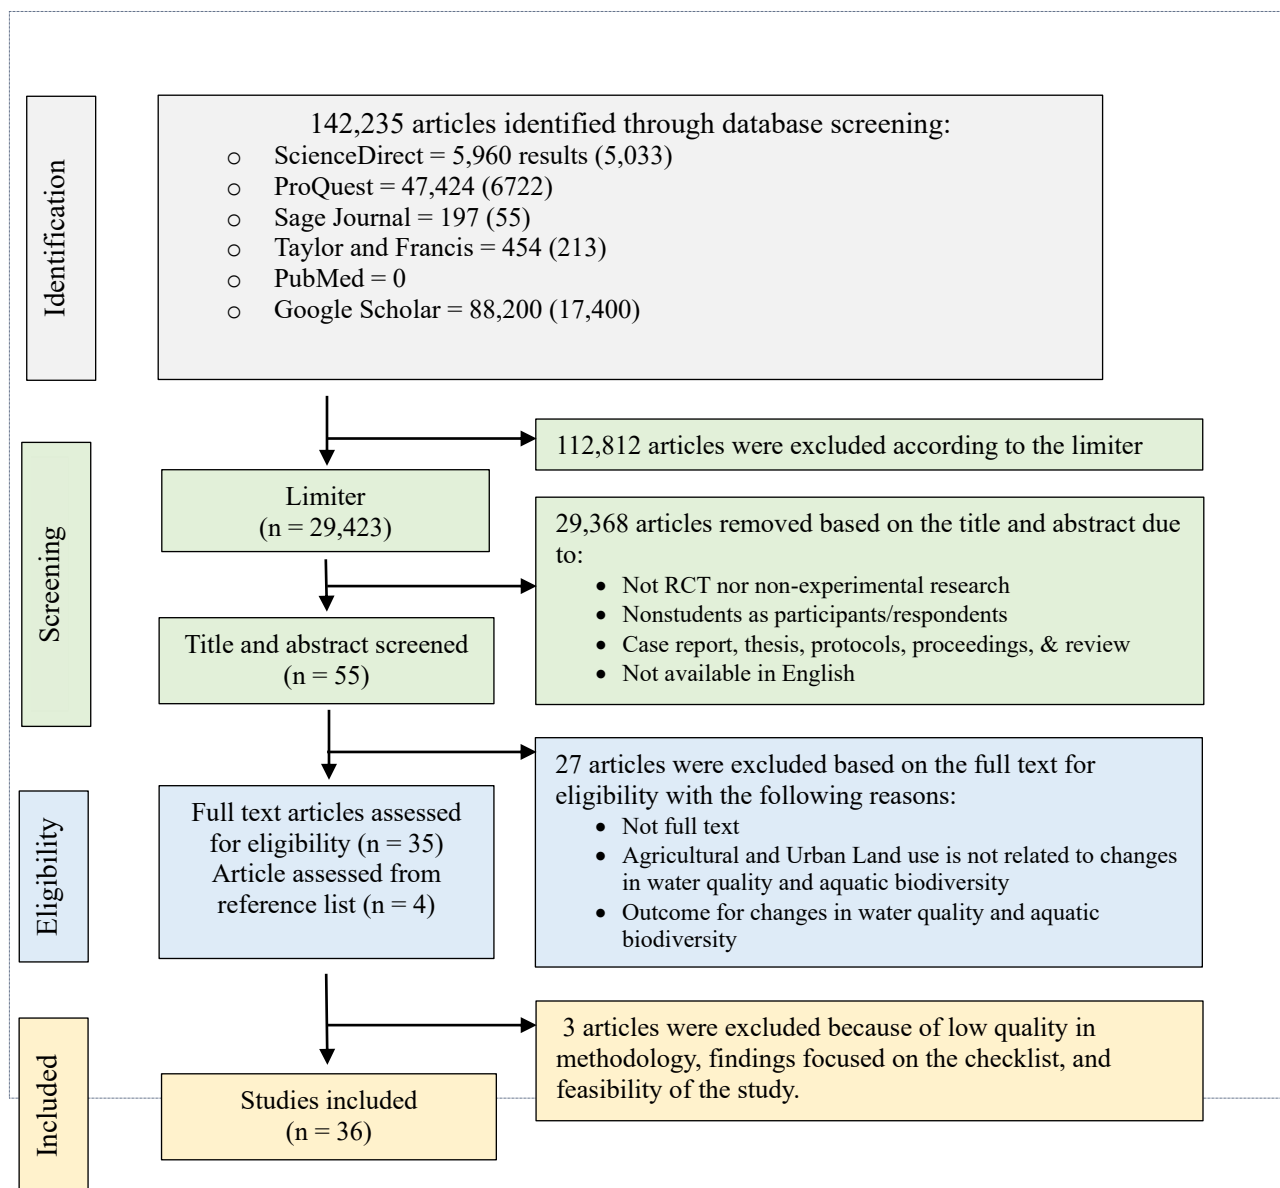 Identification
142,235 articles identified through database screening:
o ScienceDirect = 5,960 results (5,033)
o ProQuest = 47,424 (6722)
o Sage Journal = 197 (55)
o Taylor and Francis = 454 (213)
o PubMed = 0
o Google Scholar = 88,200 (17,400)
Screening
112,812 articles were excluded according to the limiter
Limiter
(n = 29,423)
29,368 articles removed based on the title and abstract due
to:
• Not RCT nor non-experimental research
• Nonstudents as participants/respondents
• Case report, thesis, protocols, proceedings, & review
• Not available in English
Title and abstract screened
(n = 55)
Eligibility
27 articles were excluded based on the full text for
eligibility with the following reasons:
• Not full text
• Agricultural and Urban Land use is not related to changes
in water quality and aquatic biodiversity
• Outcome for changes in water quality and aquatic
biodiversity
Full text articles assessed
for eligibility (n = 35)
Article assessed from
reference list (n = 4)
Included
3 articles were excluded because of low quality in
methodology, findings focused on the checklist, and
feasibility of the study.
Studies included
(n = 36)